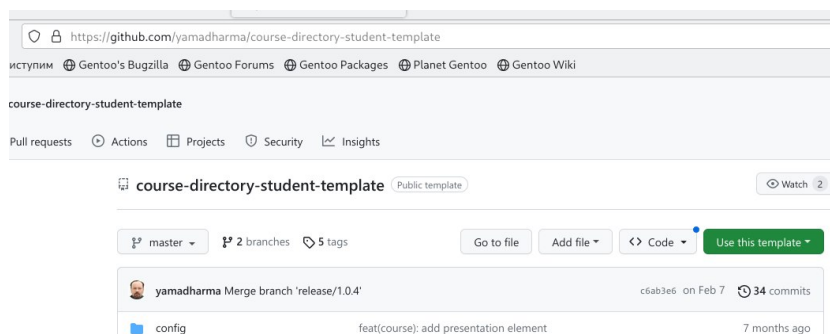 https://github.com/yamadharma/course-directory-student-template
иступим Gentoo's Bugzilla Gentoo Forums Gentoo Packages Planet Gentoo Gentoo Wiki
course-directory-student-template
Pull requests Actions Projects Security Insights
course-directory-student-template Public template Watch 2
master 2 branches 5 tags Go to file Add file Code Use this template
yamadharma Merge branch 'release/1.0.4' c6ab3e6 on Feb 7 34 commits
config feat(course): add presentation element 7 months ago